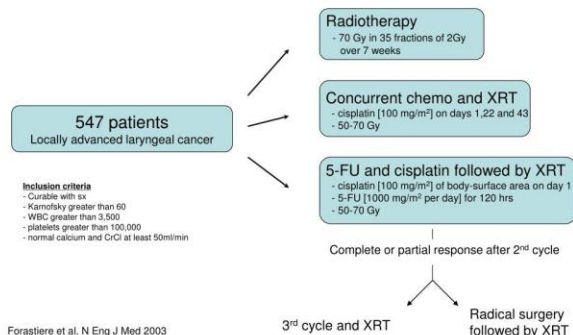 Radiotherapy
- 70 Gy in 35 fractions of 2Gy
over 7 weeks
547 patients
Locally advanced laryngeal cancer
Concurrent chemo and XRT
- cisplatin [100 mg/m²] on days 1,22 and 43
- 50-70 Gy
5-FU and cisplatin followed by XRT
- cisplatin [100 mg/m²] of body-surface area on day 1
- 5-FU [1000 mg/m² per day] for 120 hrs
- 50-70 Gy
Inclusion criteria
- Curable with sx
- Karnofsky greater than 60
- WBC greater than 3,500
- platelets greater than 100,000
- normal calcium and CrCl at least 50ml/min
Complete or partial response after 2nd cycle
3rd cycle and XRT
Radical surgery
followed by XRT
Forastiere et al. N Eng J Med 2003